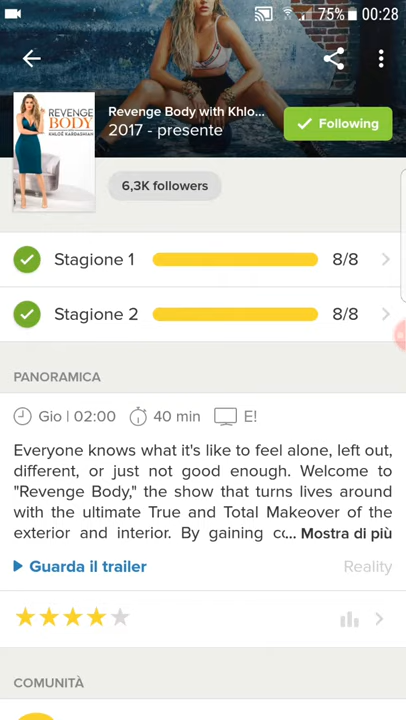 75% 00:28
Revenge Body with Khlo...
2017 - presente
Following
REVENGE
BODY
WITH
KHLOÉ KARDASHIAN
6,3K followers
Stagione 1 8/8
Stagione 2 8/8
PANORAMICA
Gio | 02:00 40 min E!
Everyone knows what it's like to feel alone, left out,
different, or just not good enough. Welcome to
"Revenge Body," the show that turns lives around
with the ultimate True and Total Makeover of the
exterior and interior. By gaining co... Mostra di più
Guarda il trailer Reality
COMUNITÀ